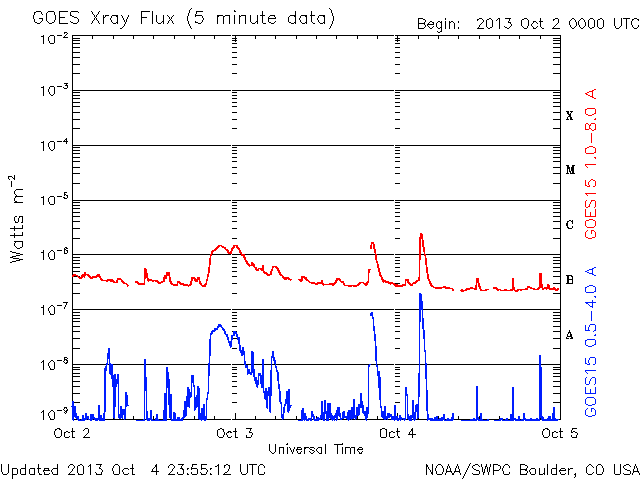 GOES Xray Flux (5 minute data)
Begin: 2013 Oct 2 0000 UTC
10-2
10-3
10-4
10-5
10-6
10-7
10-8
10-9
Watts m-2
X
M
C
B
A
GOES15 1.0-8.0 A
GOES15 0.5-4.0 A
Oct 2
Oct 3
Oct 4
Oct 5
Universal Time
Updated 2013 Oct 4 23:55:12 UTC
NOAA/SWPC Boulder, CO USA